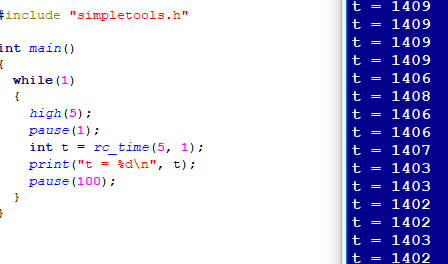 #include "simpletools.h"
int main()
{
while(1)
{
high(5);
pause(1);
int t = rc_time(5, 1);
print("t = %d\n", t);
pause(100);
}
}
t = 1409
t = 1409
t = 1409
t = 1409
t = 1406
t = 1408
t = 1406
t = 1406
t = 1407
t = 1403
t = 1403
t = 1402
t = 1402
t = 1403
t = 1402